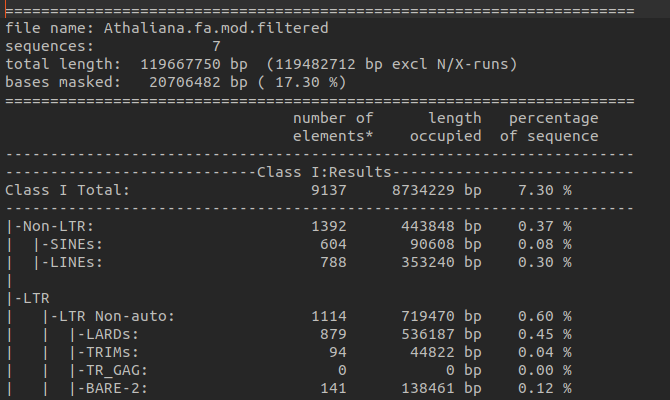 ======================================================================
file name: Athaliana.fa.mod.filtered
sequences:             7
total length:  119667750 bp  (119482712 bp excl N/X-runs)
bases masked:   20706482 bp ( 17.30 %)
======================================================================
                                number of      length   percentage
                                elements*    occupied  of sequence
----------------------------------------------------------------------
----------------------------Class I:Results---------------------------
Class I Total:                    9137     8734229 bp   7.30 %
----------------------------------------------------------------------
|-Non-LTR:                        1392      443848 bp   0.37 %
|  |-SINEs:                        604       90608 bp   0.08 %
|  |-LINEs:                        788      353240 bp   0.30 %
|
|-LTR
|   |-LTR Non-auto:               1114      719470 bp   0.60 %
|   |  |-LARDs:                    879      536187 bp   0.45 %
|   |  |-TRIMs:                     94       44822 bp   0.04 %
|   |  |-TR_GAG:                     0           0 bp   0.00 %
|   |  |-BARE-2:                   141      138461 bp   0.12 %